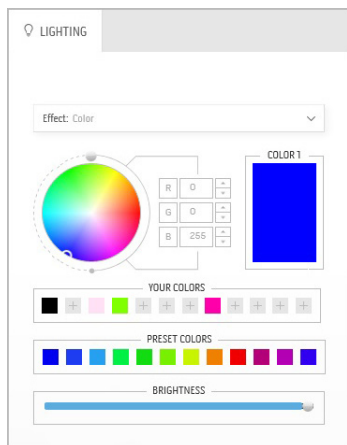 LIGHTING
Effect: Color
COLOR 1
R 0
G 0
B 255
YOUR COLORS
PRESET COLORS
BRIGHTNESS